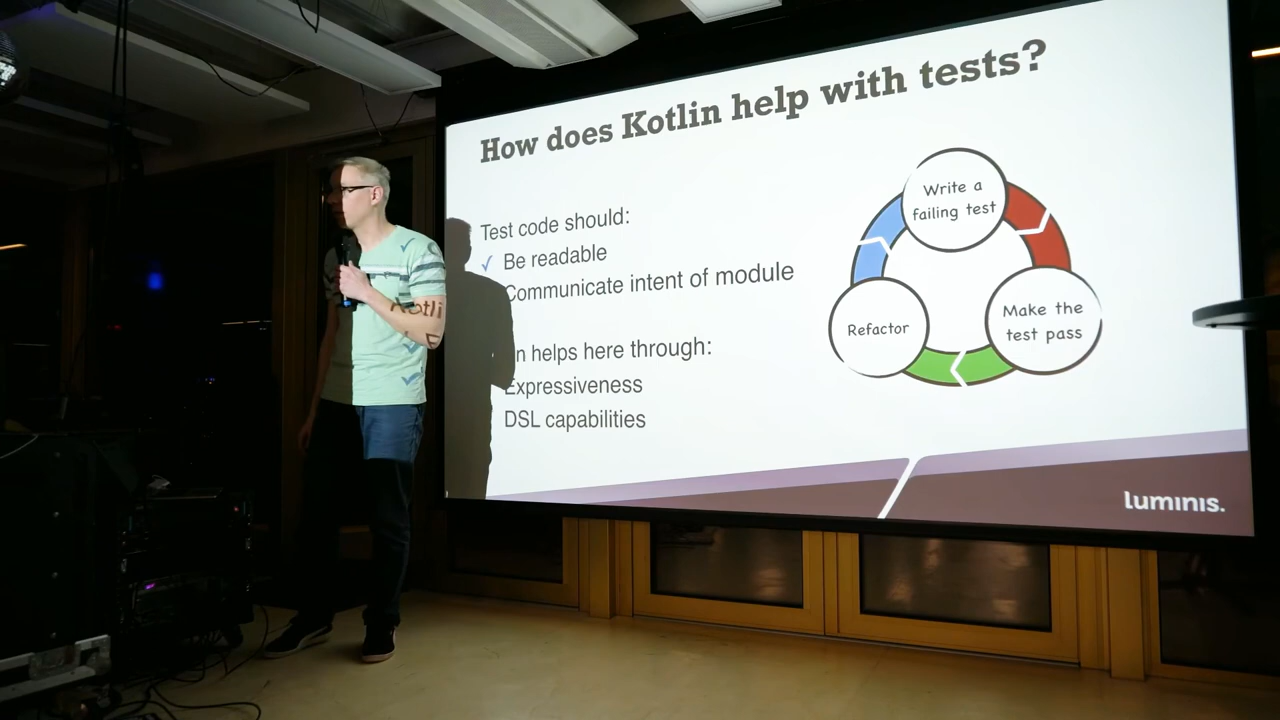 How does Kotlin help with tests?
Test code should:
✓ Be readable
Communicate intent of module
Kotlin helps here through:
Expressiveness
DSL capabilities
Write a
failing test
Make the
test pass
Refactor
luminis.